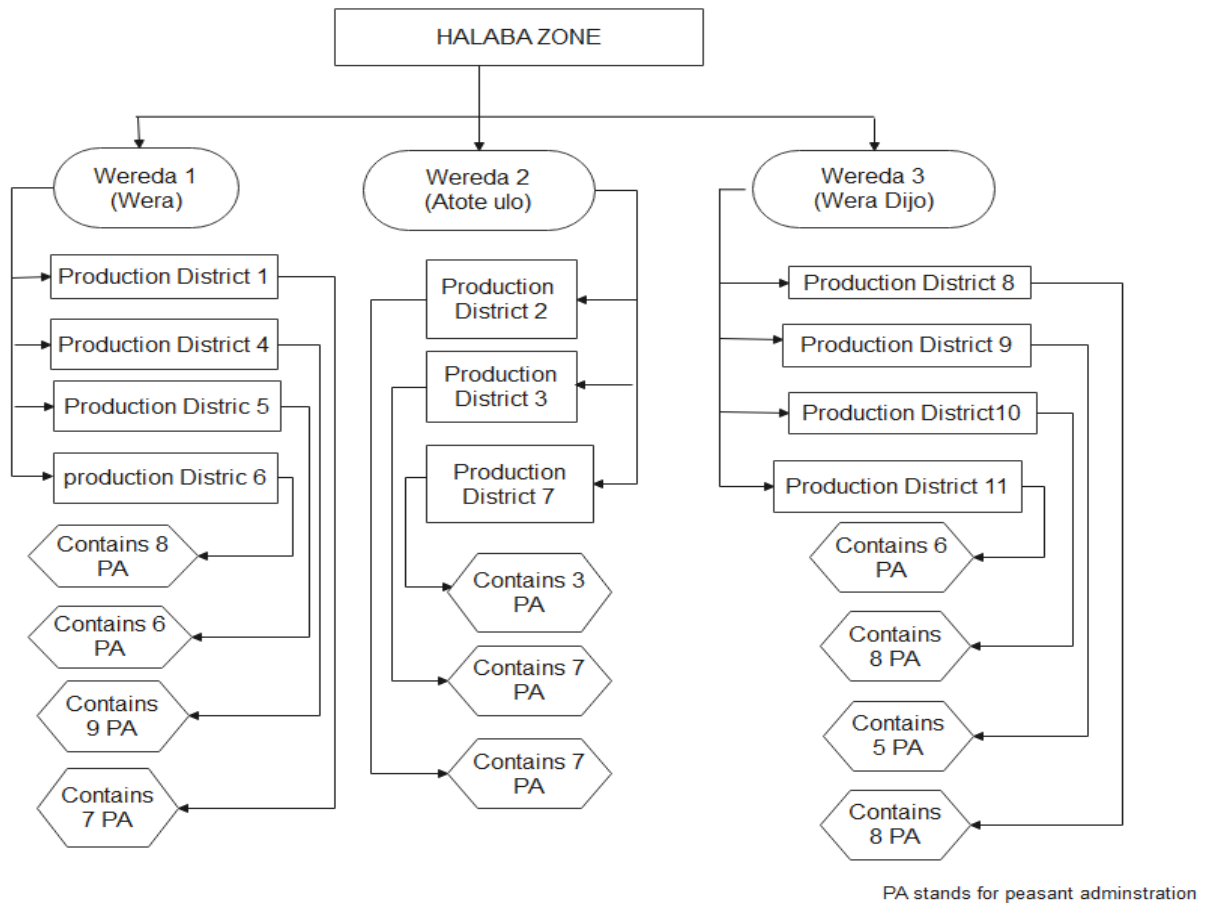 HALABA ZONE
Wereda 1
(Wera)
Production District 1
Production District 4
Production Distric 5
production Distric 6
Contains 8
PA
Contains 6
PA
Contains
9 PA
Contains
7 PA
Wereda 2
(Atote ulo)
Production
District 2
Production
District 3
Production
District 7
Contains 3
PA
Contains 7
PA
Contains 7
PA
Wereda 3
(Wera Dijo)
Production District 8
Production District 9
Production District10
Production District 11
Contains 6
PA
Contains
8 PA
Contains
5 PA
Contains
8 PA
PA stands for peasant adminstration